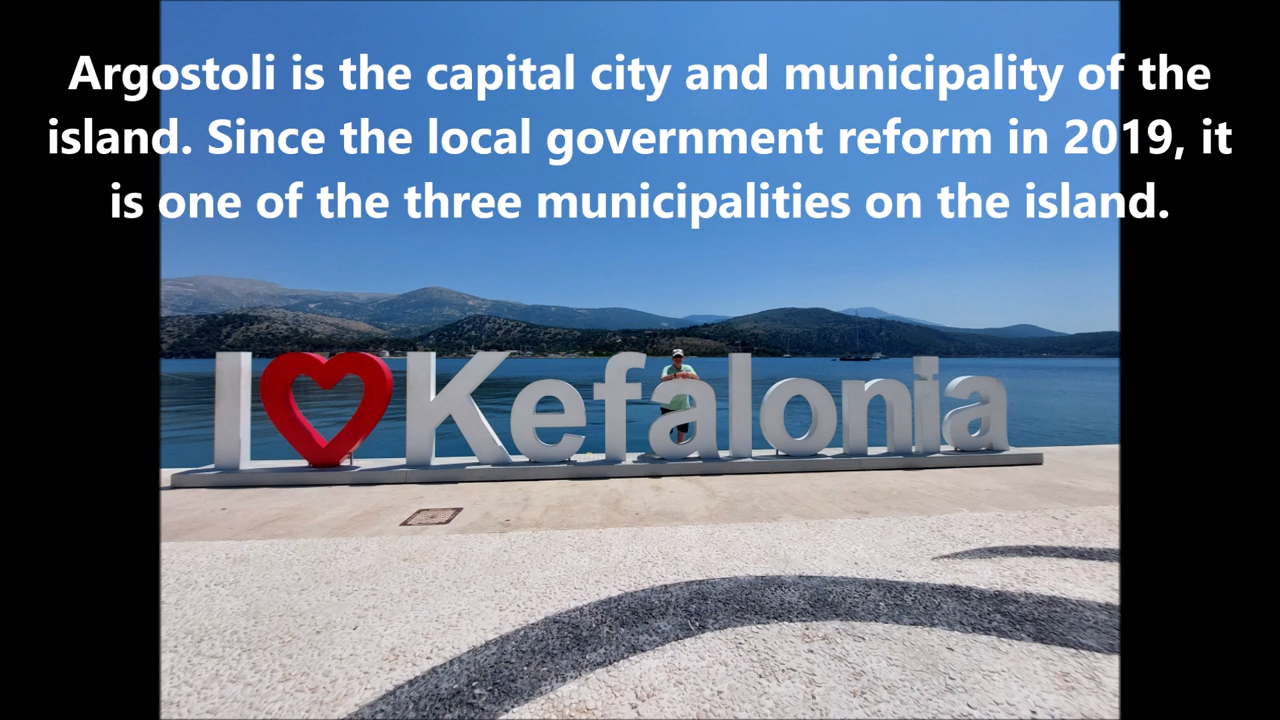 Argostoli is the capital city and municipality of the
island. Since the local government reform in 2019, it
is one of the three municipalities on the island.
I Kefalonia